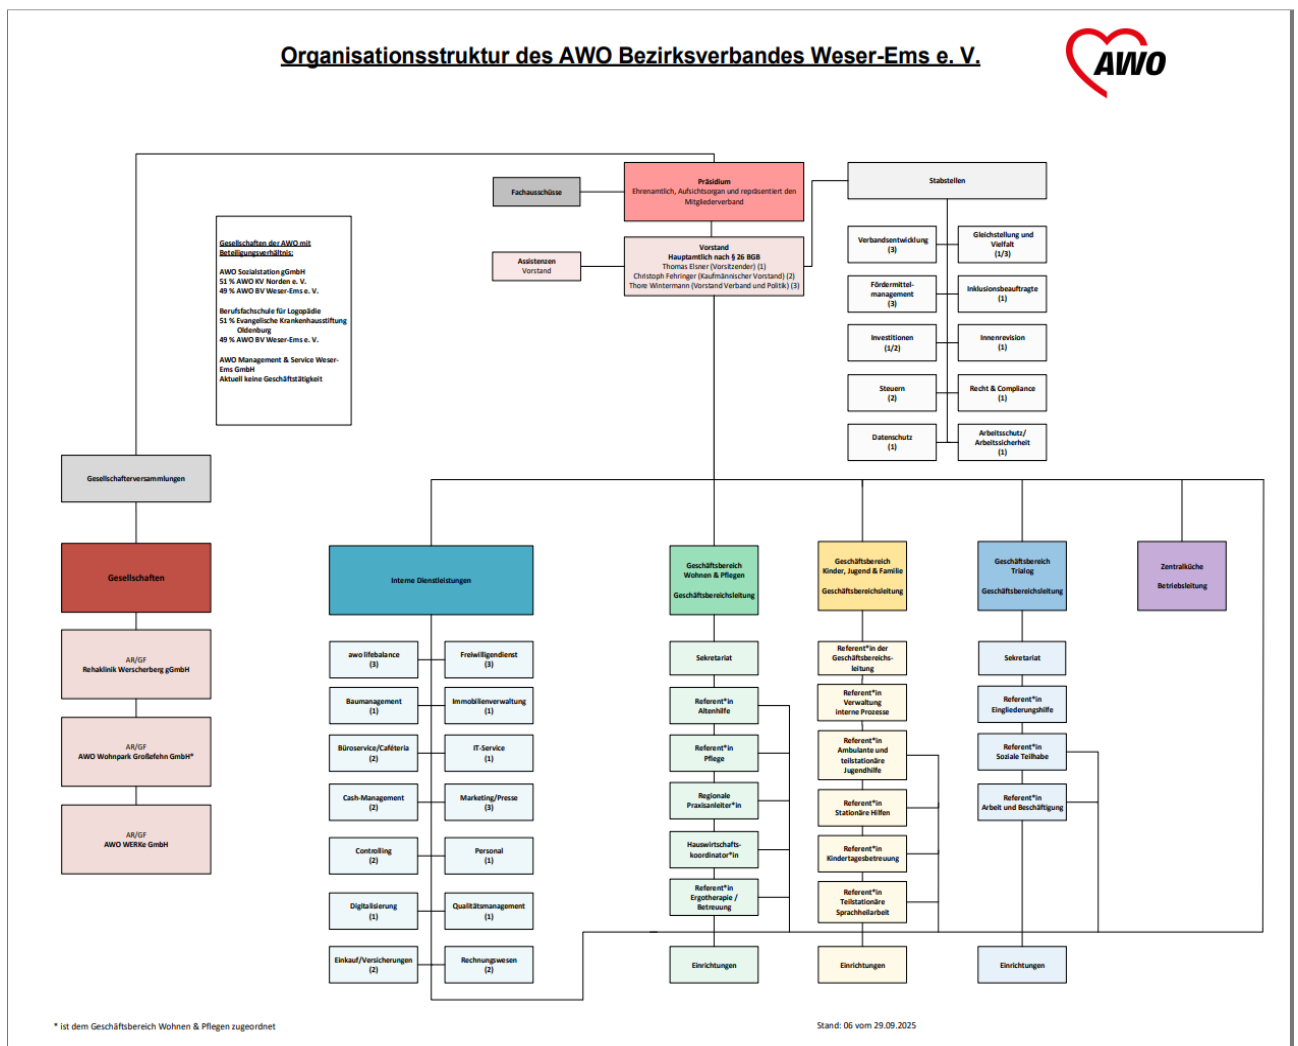 Organisationsstruktur des AWO Bezirksverbandes Weser-Ems e. V.
AWO
Fachausschüsse
Präsidium
Ehrenamtlich, Aufsichtsorgan und repräsentiert den
Mitgliederverband
Stabstellen
Assistenzen
Vorstand
Vorstand
Hauptamtlich nach § 26 BGB
Thomas Elsner (Vorsitzender) (1)
Christoph Fehringer (Kaufmännischer Vorstand) (2)
Thore Wintermann (Vorstand Verband und Politik) (3)
Gesellschaften der AWO mit
Beteiligungsverhältnis:
AWO Sozialstation gGmbH
51 % AWO KV Norden e. V.
49 % AWO BV Weser-Ems e. V.
Berufsfachschule für Logopädie
51 % Evangelische Krankenhausstiftung
Oldenburg
49 % AWO BV Weser-Ems e. V.
AWO Management & Service Weser-
Ems GmbH
Aktuell keine Geschäftstätigkeit
Verbandsentwicklung
(3)
Gleichstellung und
Vielfalt
(1/3)
Fördermittel-
management
(3)
Inklusionsbeauftragte
(1)
Investitionen
(1/2)
Innenrevision
(1)
Steuern
(2)
Recht & Compliance
(1)
Datenschutz
(1)
Arbeitsschutz/
Arbeitssicherheit
(1)
Gesellschafterversammlungen
Gesellschaften
AR/GF
Rehaklinik Werscherberg gGmbH
AR/GF
AWO Wohnpark Großefehn GmbH*
AR/GF
AWO WERKe GmbH
Interne Dienstleistungen
awo lifebalance
(3)
Freiwilligendienst
(3)
Baumanagement
(1)
Immobilienverwaltung
(1)
Büroservice/Caféteria
(2)
IT-Service
(1)
Cash-Management
(2)
Marketing/Presse
(3)
Controlling
(2)
Personal
(1)
Digitalisierung
(1)
Qualitätsmanagement
(1)
Einkauf/Versicherungen
(2)
Rechnungswesen
(2)
Geschäftsbereich
Wohnen & Pflegen
Geschäftsbereichsleitung
Sekretariat
Referent*in
Altenhilfe
Referent*in
Pflege
Regionale
Praxisanleiter*in
Hauswirtschafts-
koordinator*in
Referent*in
Ergotherapie /
Betreuung
Einrichtungen
Geschäftsbereich
Kinder, Jugend & Familie
Geschäftsbereichsleitung
Referent*in der
Geschäftsbereichs-
leitung
Referent*in
Verwaltung
interne Prozesse
Referent*in
Ambulante und
teilstationäre
Jugendhilfe
Referent*in
Stationäre Hilfen
Referent*in
Kindertagesbetreuung
Referent*in
Teilstationäre
Sprachheilarbeit
Einrichtungen
Geschäftsbereich
Trialog
Geschäftsbereichsleitung
Sekretariat
Referent*in
Eingliederungshilfe
Referent*in
Soziale Teilhabe
Referent*in
Arbeit und Beschäftigung
Einrichtungen
Zentralküche
Betriebsleitung
* ist dem Geschäftsbereich Wohnen & Pflegen zugeordnet
Stand: 06 vom 29.09.2025